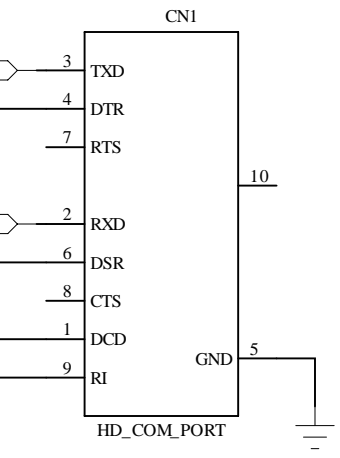 CN1
3 TXD
4 DTR
7 RTS
10
2 RXD
6 DSR
8 CTS
1 DCD
GND 5
9 RI
HD_COM_PORT